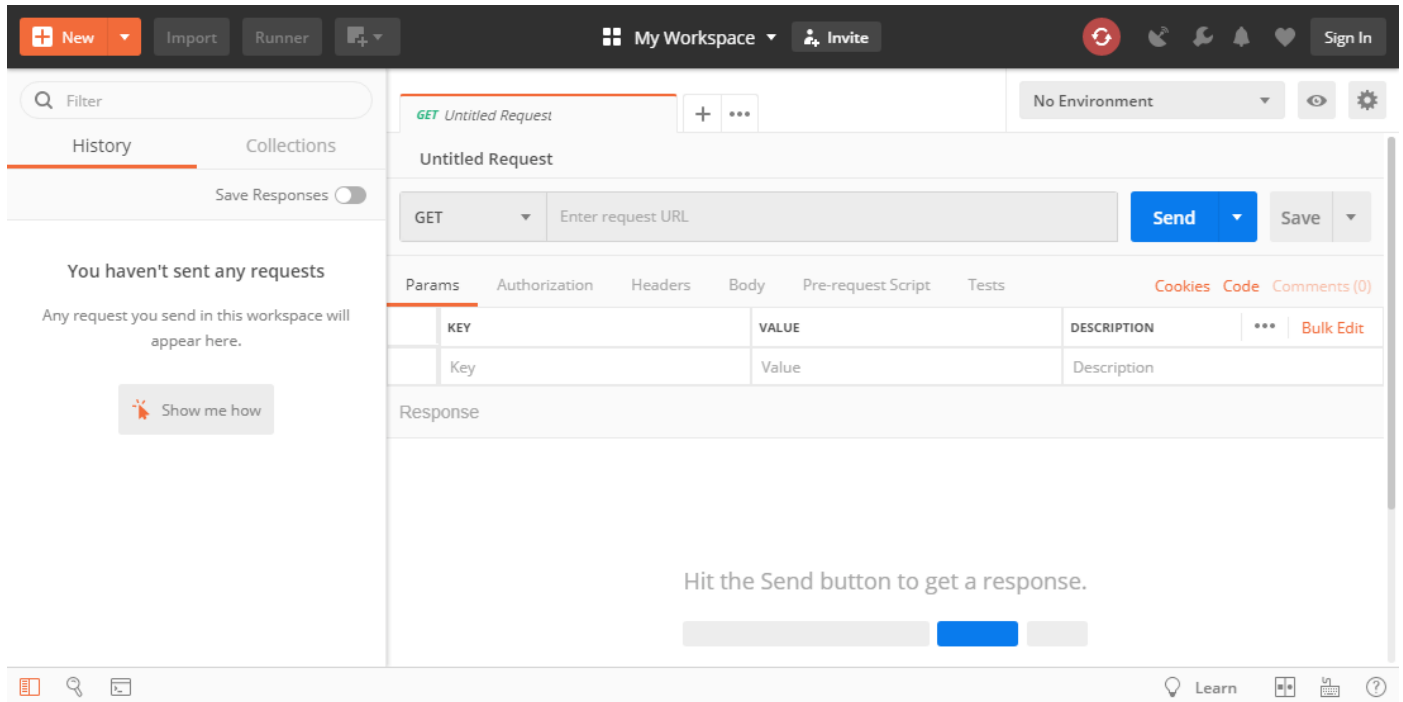 New Import Runner My Workspace Invite Sign In
Filter
History Collections
Save Responses
You haven't sent any requests
Any request you send in this workspace will
appear here.
Show me how
GET Untitled Request + •••
No Environment
Untitled Request
GET Enter request URL Send Save
Params Authorization Headers Body Pre-request Script Tests Cookies Code Comments (0)
KEY VALUE DESCRIPTION ••• Bulk Edit
Key Value Description
Response
Hit the Send button to get a response.
Learn